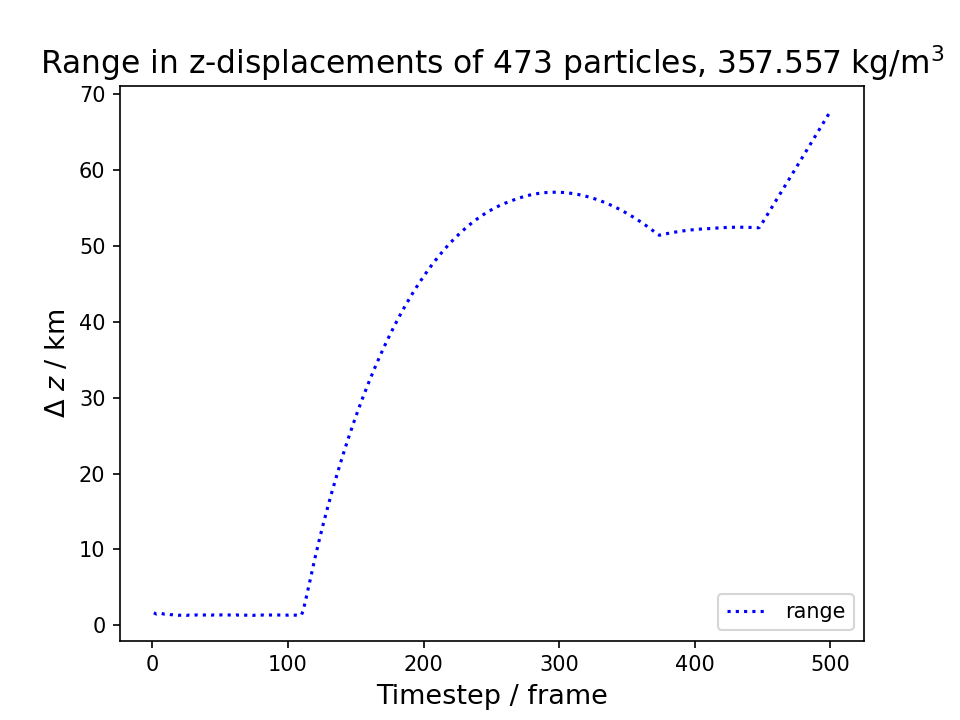 Range in z-displacements of 473 particles, 357.557 kg/m³
70
60
50
40
30
20
10
0
Δ z / km
range
0 100 200 300 400 500
Timestep / frame